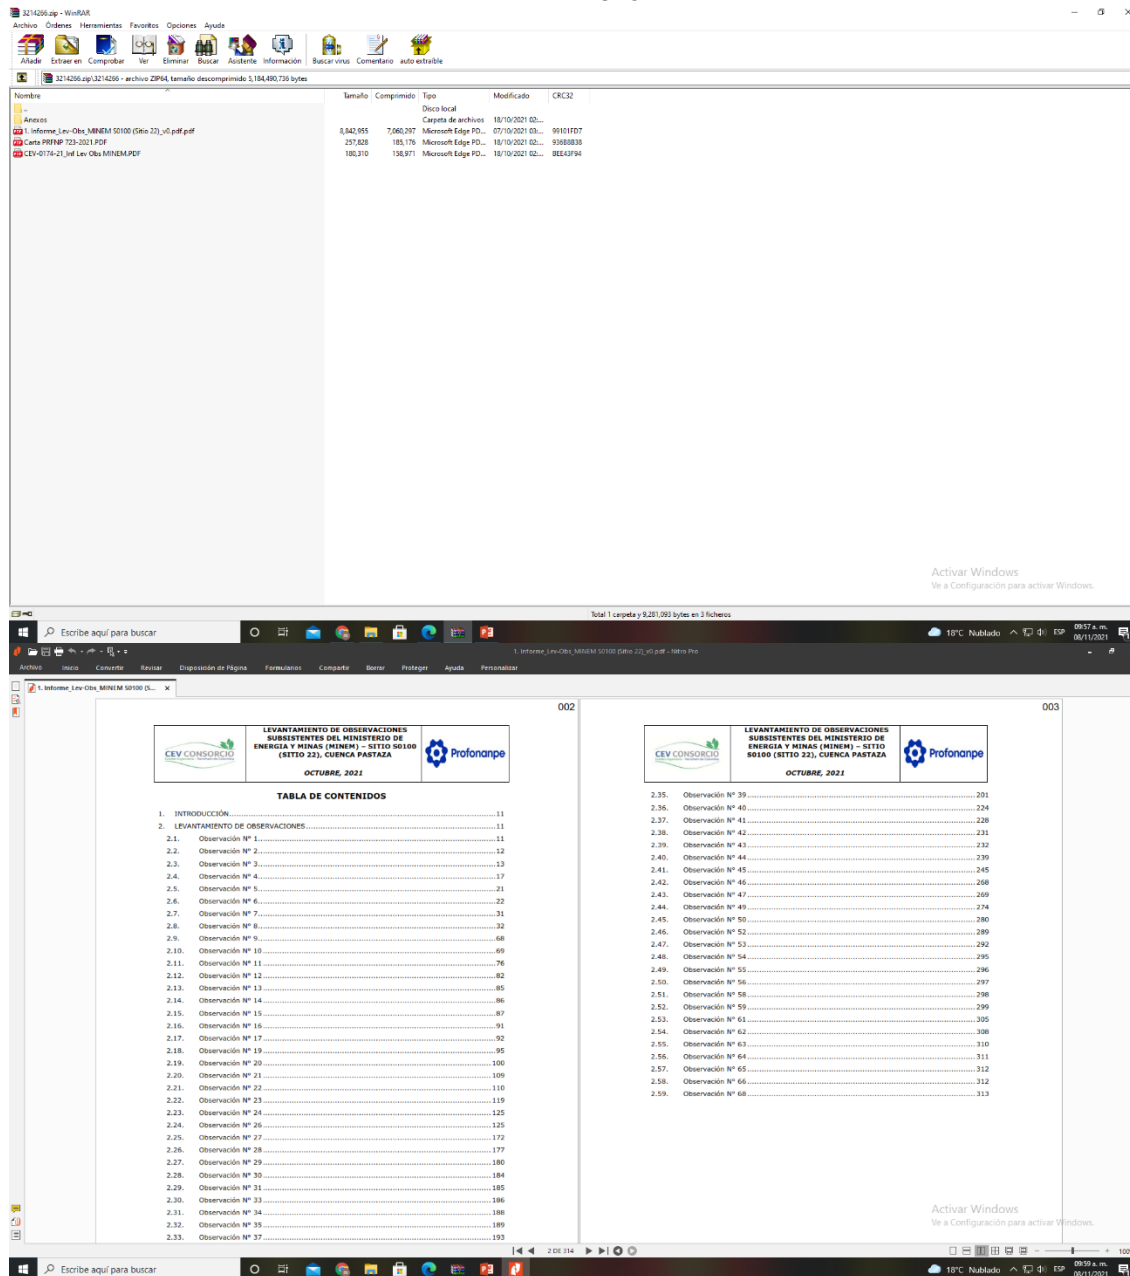 3214266.zip - WinRAR
Archivo Órdenes Herramientas Favoritos Opciones Ayuda
Añadir Extraer en Comprobar Ver Eliminar Buscar Asistente Información Buscar virus Comentario auto extraíble
3214266.zip\3214266 - archivo ZIP64, tamaño descomprimido 5,184,490,736 bytes
Nombre Tamaño Comprimido Tipo Modificado CRC32
.. Disco local
Anexos Carpeta de archivos 18/10/2021 02:...
1. Informe_Lev-Obs_MINEM S0100 (Sitio 22)_v0.pdf.pdf 8,842,955 7,060,297 Microsoft Edge PD... 07/10/2021 03:... 99101FD7
Carta PRFNP 723-2021.PDF 257,828 185,176 Microsoft Edge PD... 18/10/2021 02:... 936B8B38
CEV-0174-21_Inf Lev Obs MINEM.PDF 180,310 158,971 Microsoft Edge PD... 18/10/2021 02:... BEE43F94
Activar Windows
Ve a Configuración para activar Windows.
Total 1 carpeta y 9,281,093 bytes en 3 ficheros
Escribe aquí para buscar
18°C Nublado ESP 09:57 a. m.
08/11/2021
1. Informe_Lev-Obs_MINEM S0100 (Sitio 22)_v0.pdf - Nitro Pro
Archivo Inicio Convertir Revisar Disposición de Página Formularios Compartir Borrar Proteger Ayuda Personalizar
1. Informe_Lev-Obs_MINEM S0100 (S... x
002
CEV CONSORCIO
LEVANTAMIENTO DE OBSERVACIONES
SUBSISTENTES DEL MINISTERIO DE
ENERGIA Y MINAS (MINEM) – SITIO S0100
(SITIO 22), CUENCA PASTAZA
OCTUBRE, 2021
Profonanpe
TABLA DE CONTENIDOS
1. INTRODUCCIÓN 11
2. LEVANTAMIENTO DE OBSERVACIONES 11
2.1. Observación N° 1 11
2.2. Observación N° 2 12
2.3. Observación N° 3 13
2.4. Observación N° 4 17
2.5. Observación N° 5 21
2.6. Observación N° 6 22
2.7. Observación N° 7 31
2.8. Observación N° 8 32
2.9. Observación N° 9 68
2.10. Observación N° 10 69
2.11. Observación N° 11 76
2.12. Observación N° 12 82
2.13. Observación N° 13 85
2.14. Observación N° 14 86
2.15. Observación N° 15 87
2.16. Observación N° 16 91
2.17. Observación N° 17 92
2.18. Observación N° 19 95
2.19. Observación N° 20 100
2.20. Observación N° 21 109
2.21. Observación N° 22 110
2.22. Observación N° 23 119
2.23. Observación N° 24 125
2.24. Observación N° 26 125
2.25. Observación N° 27 172
2.26. Observación N° 28 177
2.27. Observación N° 29 180
2.28. Observación N° 30 184
2.29. Observación N° 31 185
2.30. Observación N° 33 186
2.31. Observación N° 34 188
2.32. Observación N° 35 189
2.33. Observación N° 37 193
003
CEV CONSORCIO
LEVANTAMIENTO DE OBSERVACIONES
SUBSISTENTES DEL MINISTERIO DE
ENERGIA Y MINAS (MINEM) – SITIO
S0100 (SITIO 22), CUENCA PASTAZA
OCTUBRE, 2021
Profonanpe
2.35. Observación N° 39 201
2.36. Observación N° 40 224
2.37. Observación N° 41 228
2.38. Observación N° 42 231
2.39. Observación N° 43 232
2.40. Observación N° 44 239
2.41. Observación N° 45 245
2.42. Observación N° 46 268
2.43. Observación N° 47 269
2.44. Observación N° 49 274
2.45. Observación N° 50 280
2.46. Observación N° 52 289
2.47. Observación N° 53 292
2.48. Observación N° 54 295
2.49. Observación N° 55 296
2.50. Observación N° 56 297
2.51. Observación N° 58 298
2.52. Observación N° 59 299
2.53. Observación N° 61 305
2.54. Observación N° 62 308
2.55. Observación N° 63 310
2.56. Observación N° 64 311
2.57. Observación N° 65 312
2.58. Observación N° 66 312
2.59. Observación N° 68 313
Activar Windows
Ve a Configuración para activar Windows.
2 DE 314
Escribe aquí para buscar
18°C Nublado ESP 09:59 a. m.
08/11/2021